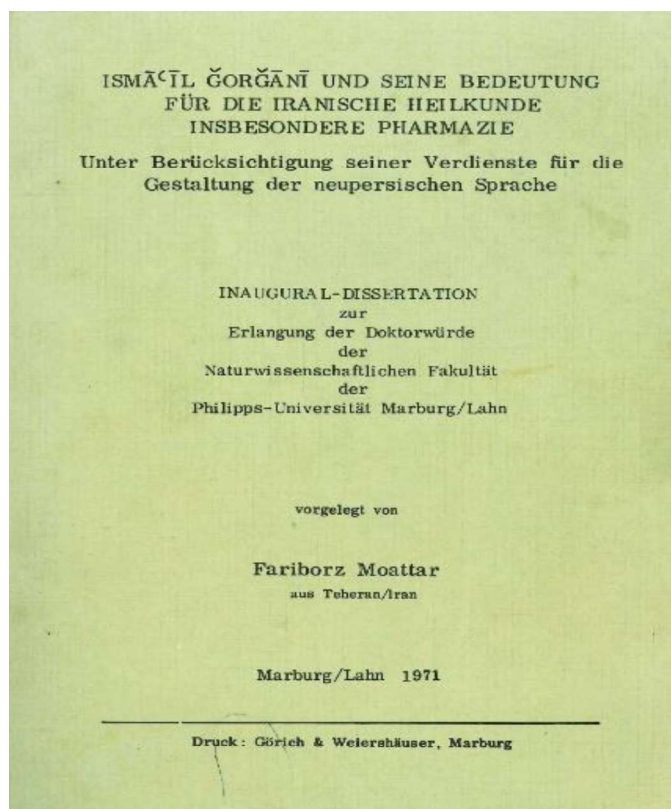 ISMĀʿĪL ǦORǦĀNĪ UND SEINE BEDEUTUNG
FÜR DIE IRANISCHE HEILKUNDE
INSBESONDERE PHARMAZIE
Unter Berücksichtigung seiner Verdienste für die
Gestaltung der neupersischen Sprache
INAUGURAL-DISSERTATION
zur
Erlangung der Doktorwürde
der
Naturwissenschaftlichen Fakultät
der
Philipps-Universität Marburg/Lahn
vorgelegt von
Fariborz Moattar
aus Teheran/Iran
Marburg/Lahn 1971
Druck: Görich & Weiershäuser, Marburg